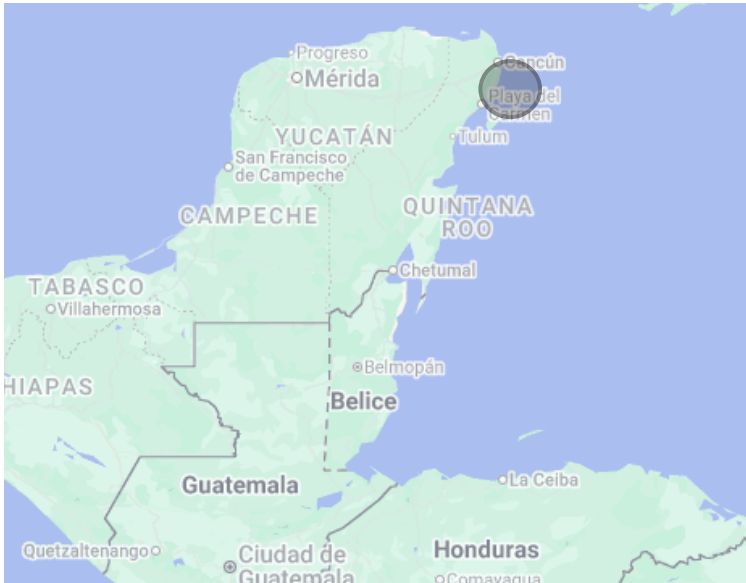 Progreso
Cancún
Mérida
Playa del
Carmen
YUCATÁN
Tulum
San Francisco
de Campeche
CAMPECHE
QUINTANA
ROO
Chetumal
TABASCO
Villahermosa
Belmopán
HIAPAS
Belice
La Ceiba
Guatemala
Quetzaltenango
Ciudad de
Guatemala
Honduras
Comayagua